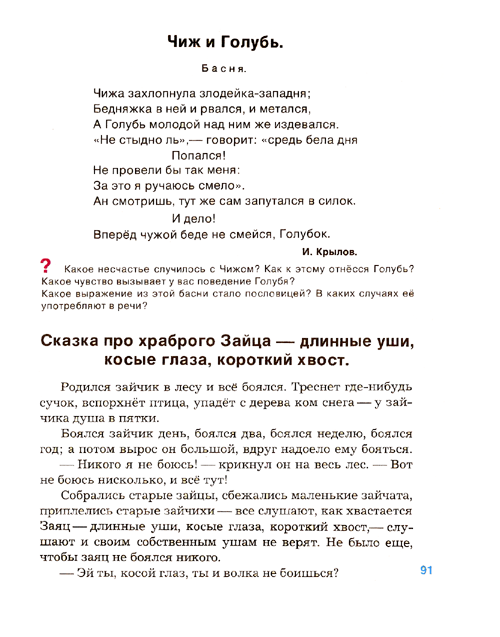 Чиж и Голубь.
Басня.
Чижа захлопнула злодейка-западня;
Бедняжка в ней и рвался, и метался,
А Голубь молодой над ним же издевался.
«Не стыдно ль»,— говорит: «средь бела дня
Попался!
Не провели бы так меня:
За это я ручаюсь смело».
Ан смотришь, тут же сам запутался в силок.
И дело!
Вперёд чужой беде не смейся, Голубок.
И. Крылов.
? Какое несчастье случилось с Чижом? Как к этому отнёсся Голубь?
Какое чувство вызывает у вас поведение Голубя?
Какое выражение из этой басни стало пословицей? В каких случаях её
употребляют в речи?
Сказка про храброго Зайца — длинные уши,
косые глаза, короткий хвост.
Родился зайчик в лесу и всё боялся. Треснет где-нибудь
сучок, вспорхнёт птица, упадёт с дерева ком снега — у зай-
чика душа в пятки.
Боялся зайчик день, боялся два, боялся неделю, боялся
год; а потом вырос он большой, вдруг надоело ему бояться.
— Никого я не боюсь! — крикнул он на весь лес. — Вот
не боюсь нисколько, и всё тут!
Собрались старые зайцы, сбежались маленькие зайчата,
приплелись старые зайчихи — все слушают, как хвастается
Заяц — длинные уши, косые глаза, короткий хвост,— слу-
шают и своим собственным ушам не верят. Не было еще,
чтобы заяц не боялся никого.
— Эй ты, косой глаз, ты и волка не боишься?
91